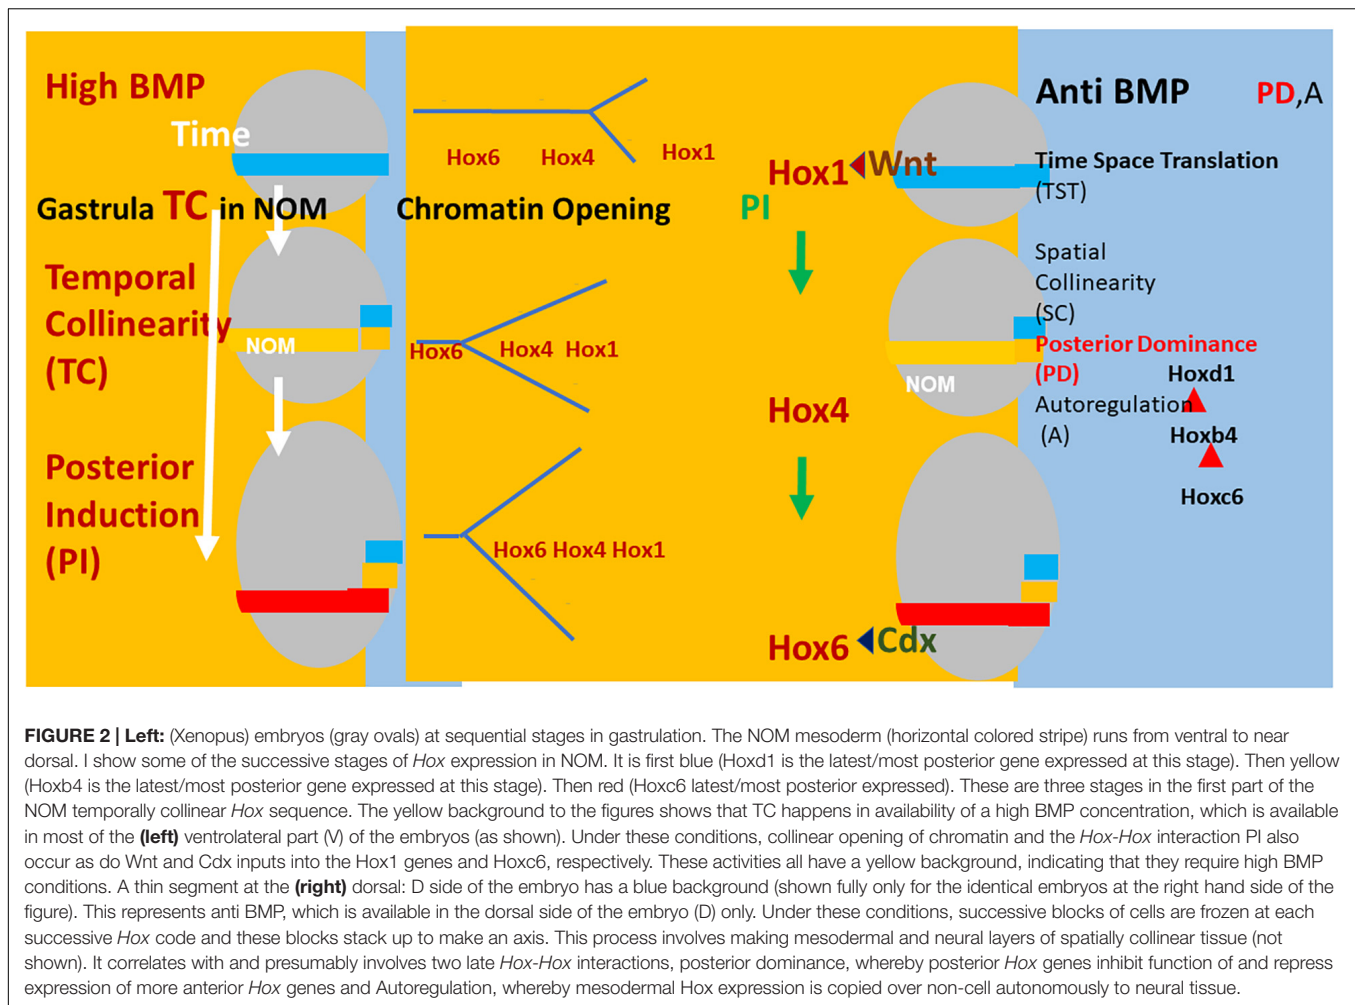 High BMP
Time
Gastrula TC in NOM
Temporal
Collinearity
(TC)
NOM
Posterior
Induction
(PI)
Hox6 Hox4 Hox1
Chromatin Opening
Hox6 Hox4 Hox1
Hox6 Hox4 Hox1
Hox1 Wnt
PI
Hox4
Hox6 Cdx
NOM
Anti BMP PD,A
Time Space Translation
(TST)
Spatial
Collinearity
(SC)
Posterior Dominance
(PD)
Hoxd1
Autoregulation
(A)
Hoxb4
Hoxc6
FIGURE 2 | Left: (Xenopus) embryos (gray ovals) at sequential stages in gastrulation. The NOM mesoderm (horizontal colored stripe) runs from ventral to near
dorsal. I show some of the successive stages of Hox expression in NOM. It is first blue (Hoxd1 is the latest/most posterior gene expressed at this stage). Then yellow
(Hoxb4 is the latest/most posterior gene expressed at this stage). Then red (Hoxc6 latest/most posterior expressed). These are three stages in the first part of the
NOM temporally collinear Hox sequence. The yellow background to the figures shows that TC happens in availability of a high BMP concentration, which is available
in most of the (left) ventrolateral part (V) of the embryos (as shown). Under these conditions, collinear opening of chromatin and the Hox-Hox interaction PI also
occur as do Wnt and Cdx inputs into the Hox1 genes and Hoxc6, respectively. These activities all have a yellow background, indicating that they require high BMP
conditions. A thin segment at the (right) dorsal: D side of the embryo has a blue background (shown fully only for the identical embryos at the right hand side of the
figure). This represents anti BMP, which is available in the dorsal side of the embryo (D) only. Under these conditions, successive blocks of cells are frozen at each
successive Hox code and these blocks stack up to make an axis. This process involves making mesodermal and neural layers of spatially collinear tissue (not
shown). It correlates with and presumably involves two late Hox-Hox interactions, posterior dominance, whereby posterior Hox genes inhibit function of and repress
expression of more anterior Hox genes and Autoregulation, whereby mesodermal Hox expression is copied over non-cell autonomously to neural tissue.